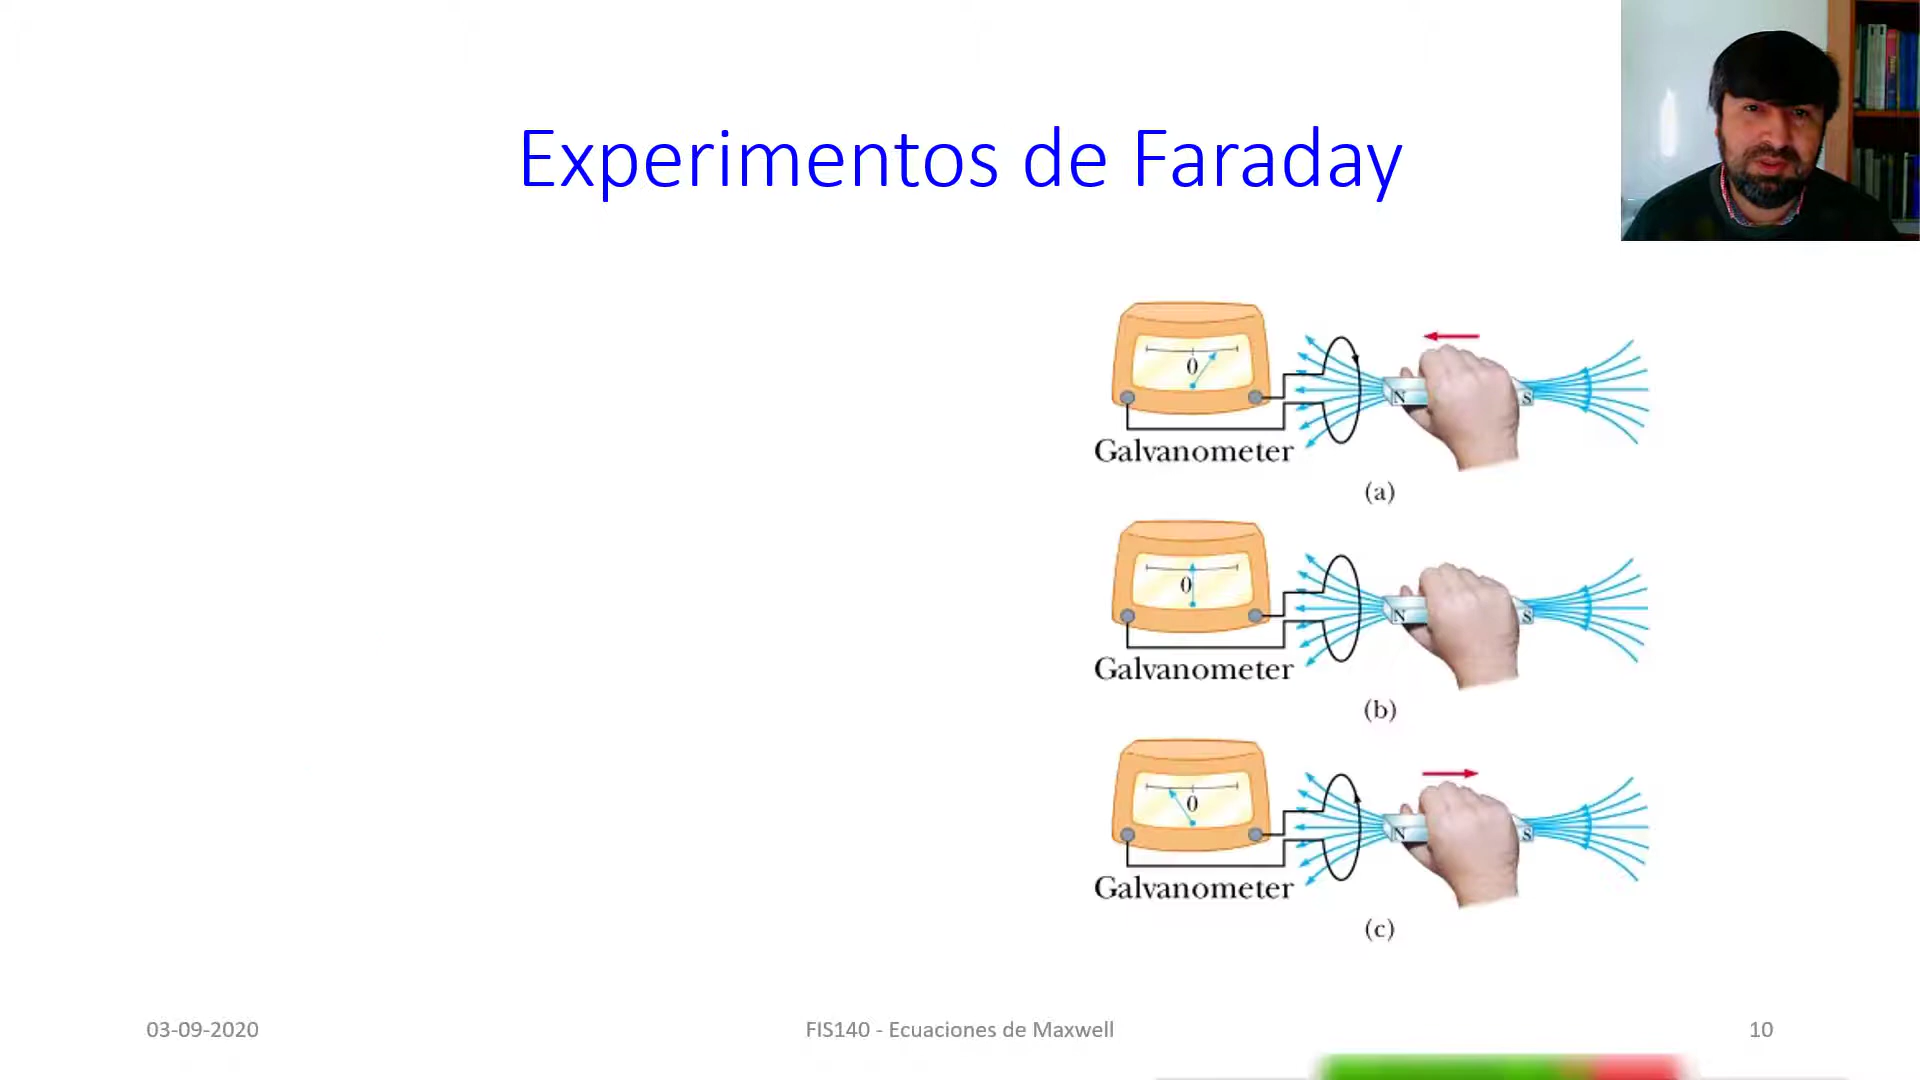 Experimentos de Faraday
0
N
S
Galvanometer
(a)
0
N
S
Galvanometer
(b)
0
N
S
Galvanometer
(c)
03-09-2020
FIS140 - Ecuaciones de Maxwell
10